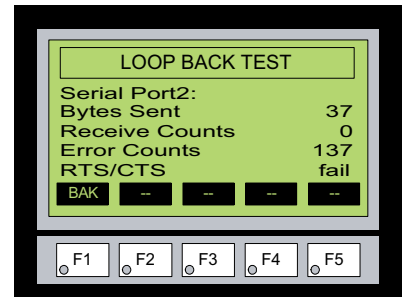 LOOP BACK TEST
Serial Port2:
Bytes Sent 37
Receive Counts 0
Error Counts 137
RTS/CTS fail
BAK -- -- -- --
F1 F2 F3 F4 F5